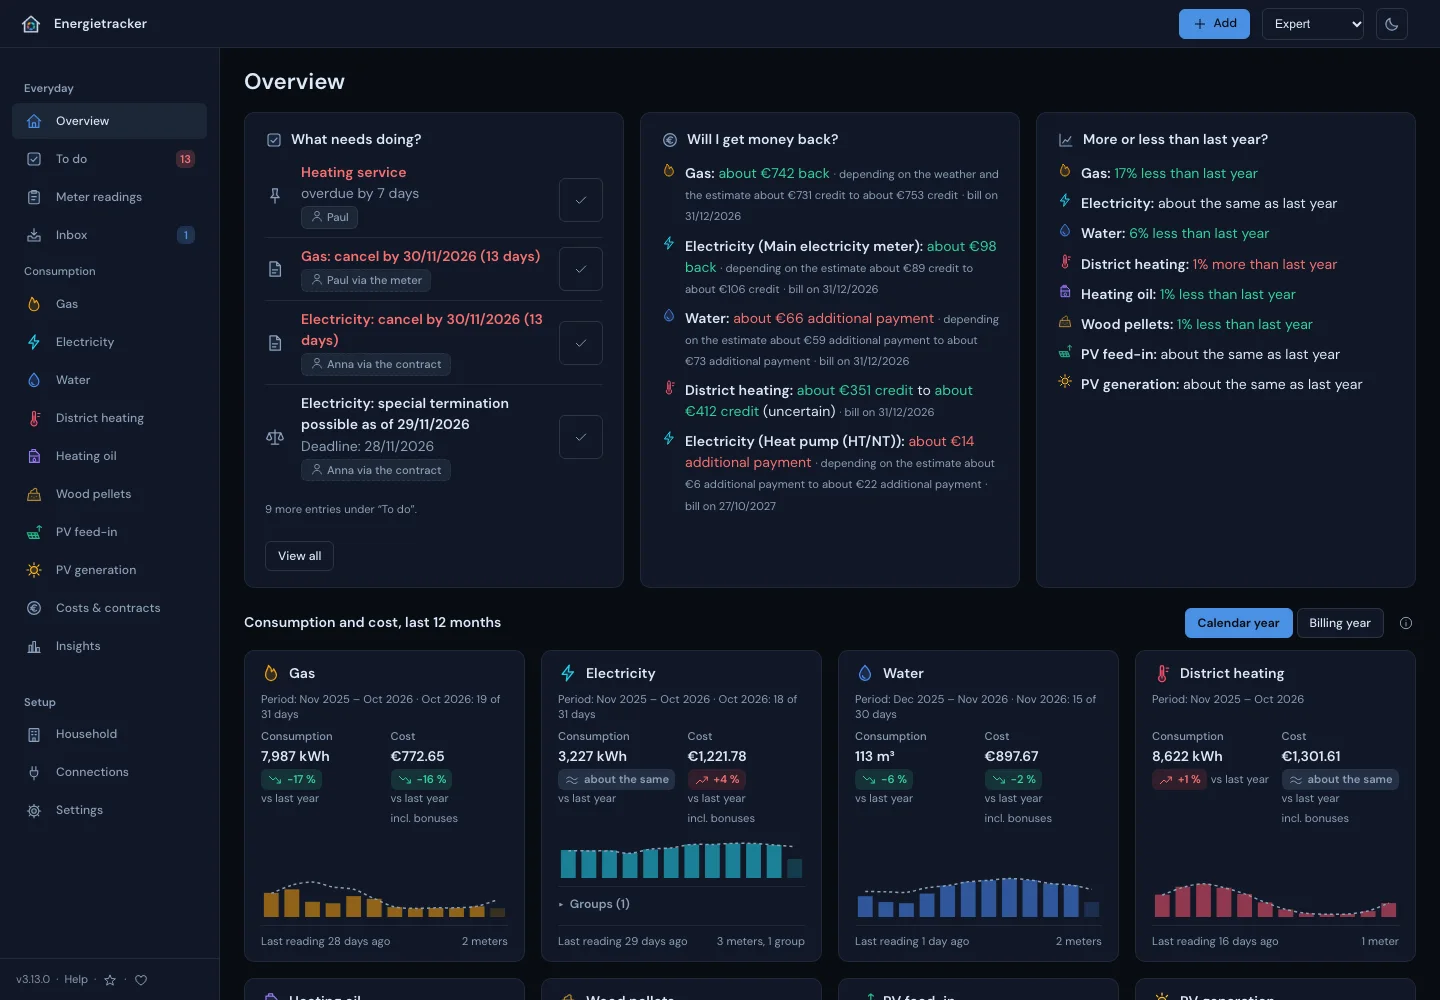 Energietracker
Add
Expert
Everyday
Overview
To do
13
Meter readings
Inbox
1
Consumption
Gas
Electricity
Water
District heating
Heating oil
Wood pellets
PV feed-in
PV generation
Costs & contracts
Insights
Setup
Household
Connections
Settings
v3.13.0 · Help · ·
Overview
What needs doing?
Heating service
overdue by 7 days
Paul
Gas: cancel by 30/11/2026 (13 days)
Paul via the meter
Electricity: cancel by 30/11/2026 (13
days)
Anna via the contract
Electricity: special termination
possible as of 29/11/2026
Deadline: 28/11/2026
Anna via the contract
9 more entries under “To do”.
View all
Will I get money back?
Gas: about €742 back · depending on the weather and
the estimate about €731 credit to about €753 credit · bill on
31/12/2026
Electricity (Main electricity meter): about €98
back · depending on the estimate about €89 credit to
about €106 credit · bill on 31/12/2026
Water: about €66 additional payment · depending
on the estimate about €59 additional payment to about
€73 additional payment · bill on 31/12/2026
District heating: about €351 credit to about
€412 credit (uncertain) · bill on 31/12/2026
Electricity (Heat pump (HT/NT)): about €14
additional payment · depending on the estimate about
€6 additional payment to about €22 additional payment ·
bill on 27/10/2027
More or less than last year?
Gas: 17% less than last year
Electricity: about the same as last year
Water: 6% less than last year
District heating: 1% more than last year
Heating oil: 1% less than last year
Wood pellets: 1% less than last year
PV feed-in: about the same as last year
PV generation: about the same as last year
Consumption and cost, last 12 months
Calendar year
Billing year
Gas
Period: Nov 2025 – Oct 2026 · Oct 2026: 19 of
31 days
Consumption
7,987 kWh
-17 %
vs last year
Cost
€772.65
-16 %
vs last year
incl. bonuses
Last reading 28 days ago
2 meters
Electricity
Period: Nov 2025 – Oct 2026 · Oct 2026: 18 of
31 days
Consumption
3,227 kWh
about the same
vs last year
Cost
€1,221.78
+4 %
vs last year
incl. bonuses
Groups (1)
Last reading 29 days ago
3 meters, 1 group
Water
Period: Dec 2025 – Nov 2026 · Nov 2026: 15 of
30 days
Consumption
113 m³
-6 %
vs last year
Cost
€897.67
-2 %
vs last year
incl. bonuses
Last reading 1 day ago
2 meters
District heating
Period: Nov 2025 – Oct 2026
Consumption
8,622 kWh
+1 % vs last year
Cost
€1,301.61
about the same
vs last year
incl. bonuses
Last reading 16 days ago
1 meter
Heating oil
Wood pellets
PV feed-in
PV generation